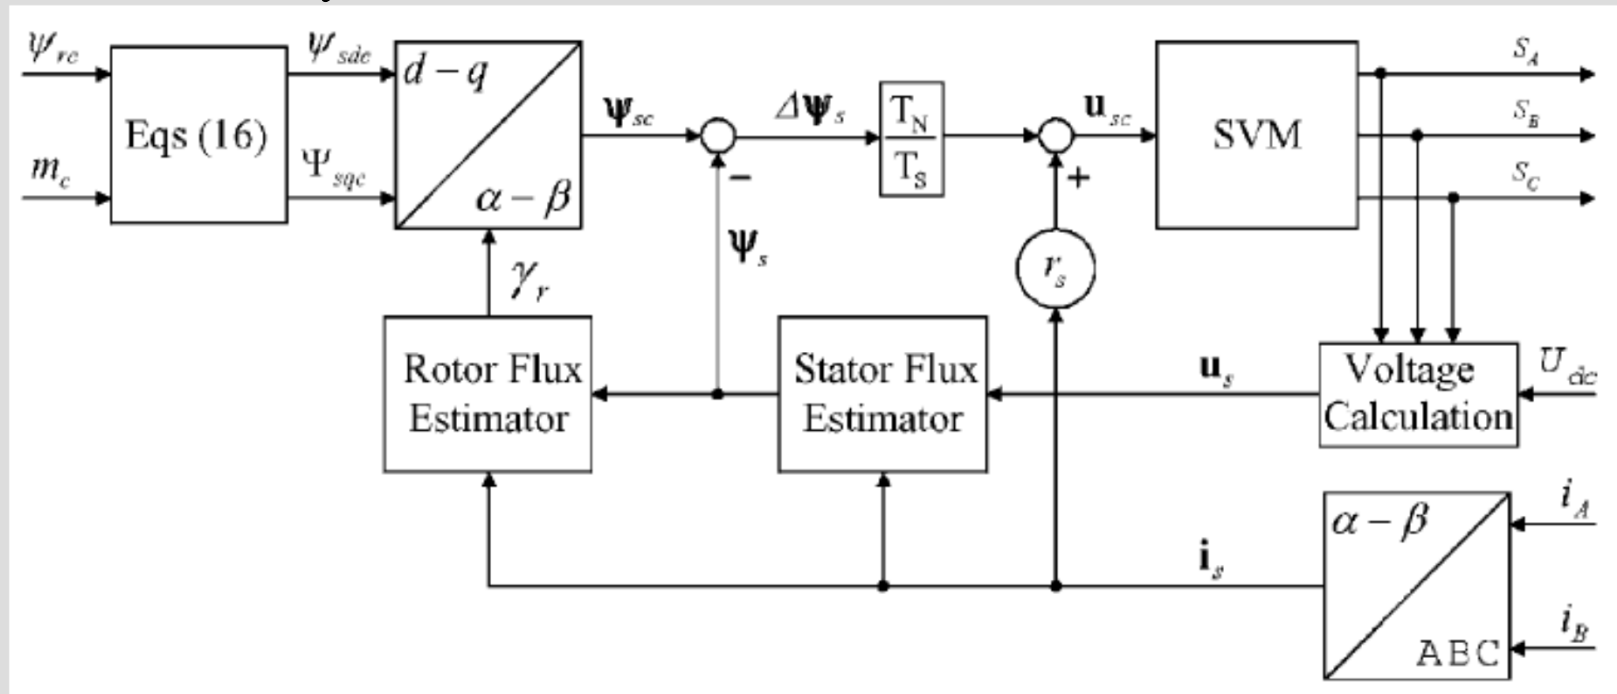 ψrc
ψsdc
d − q
Eqs (16)
mc
Ψsqc
α − β
ψsc
Δψs
TN
TS
usc
SVM
SA
SB
SC
−
+
ψs
rs
γr
Rotor Flux
Estimator
Stator Flux
Estimator
us
Voltage
Calculation
Udc
is
α − β
ABC
iA
iB